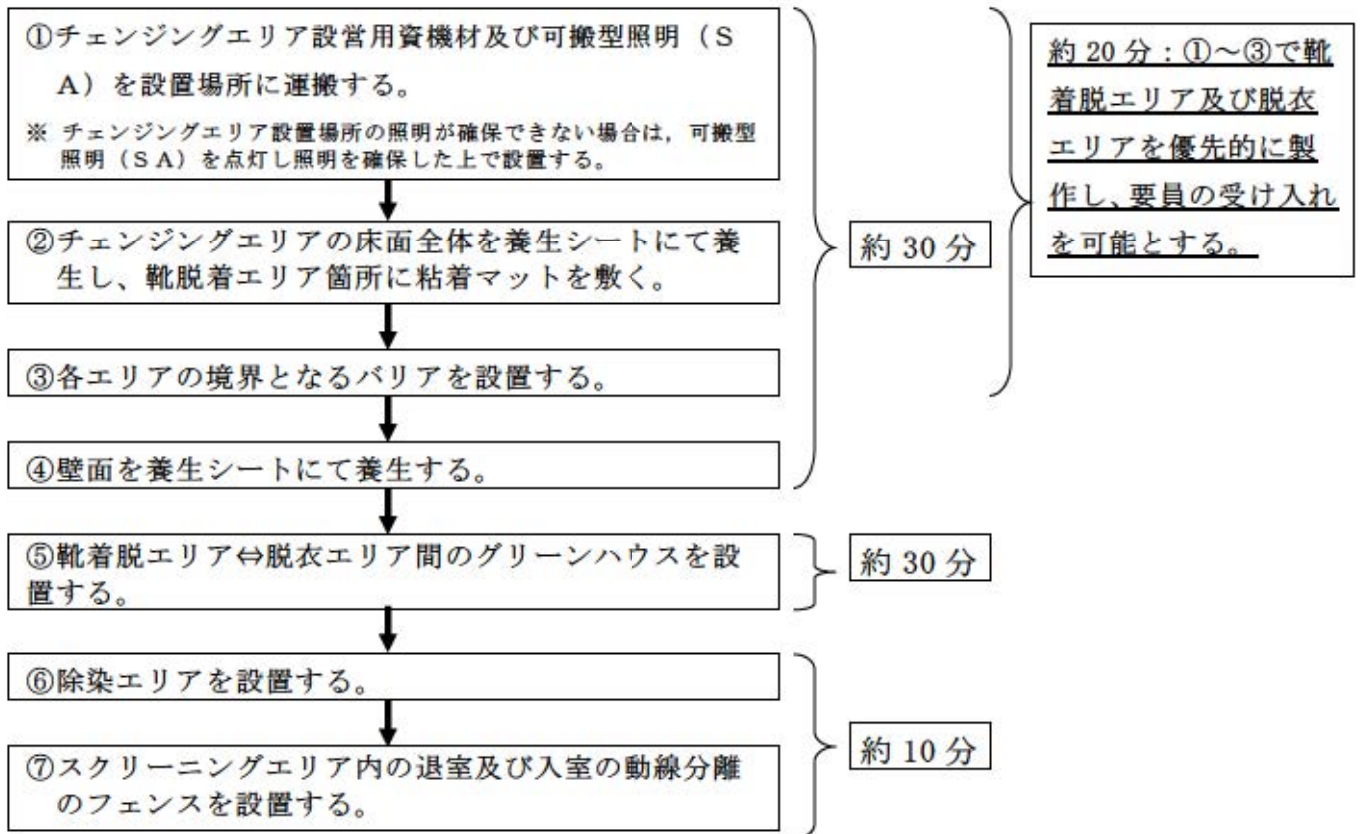 ①チェンジングエリア設営用資機材及び可搬型照明（S
A）を設置場所に運搬する。
※ チェンジングエリア設置場所の照明が確保できない場合は，可搬型
照明（SA）を点灯し照明を確保した上で設置する。
②チェンジングエリアの床面全体を養生シートにて養
生し、靴脱着エリア箇所に粘着マットを敷く。
③各エリアの境界となるバリアを設置する。
④壁面を養生シートにて養生する。
約 30 分
約 20 分：①～③で靴
着脱エリア及び脱衣
エリアを優先的に製
作し、要員の受け入れ
を可能とする。
⑤靴着脱エリア⇔脱衣エリア間のグリーンハウスを設
置する。
約 30 分
⑥除染エリアを設置する。
⑦スクリーニングエリア内の退室及び入室の動線分離
のフェンスを設置する。
約 10 分